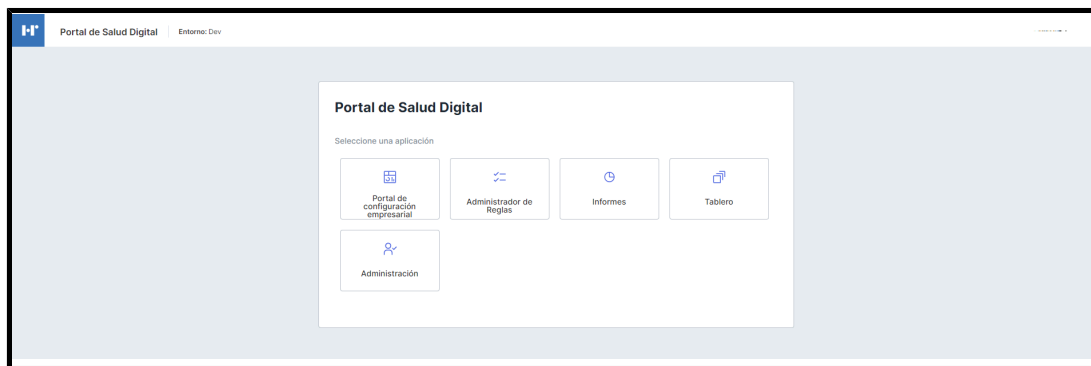 Portal de Salud Digital
Entorno: Dev
Portal de Salud Digital
Seleccione una aplicación
Portal de
configuración
empresarial
Administrador de
Reglas
Informes
Tablero
Administración